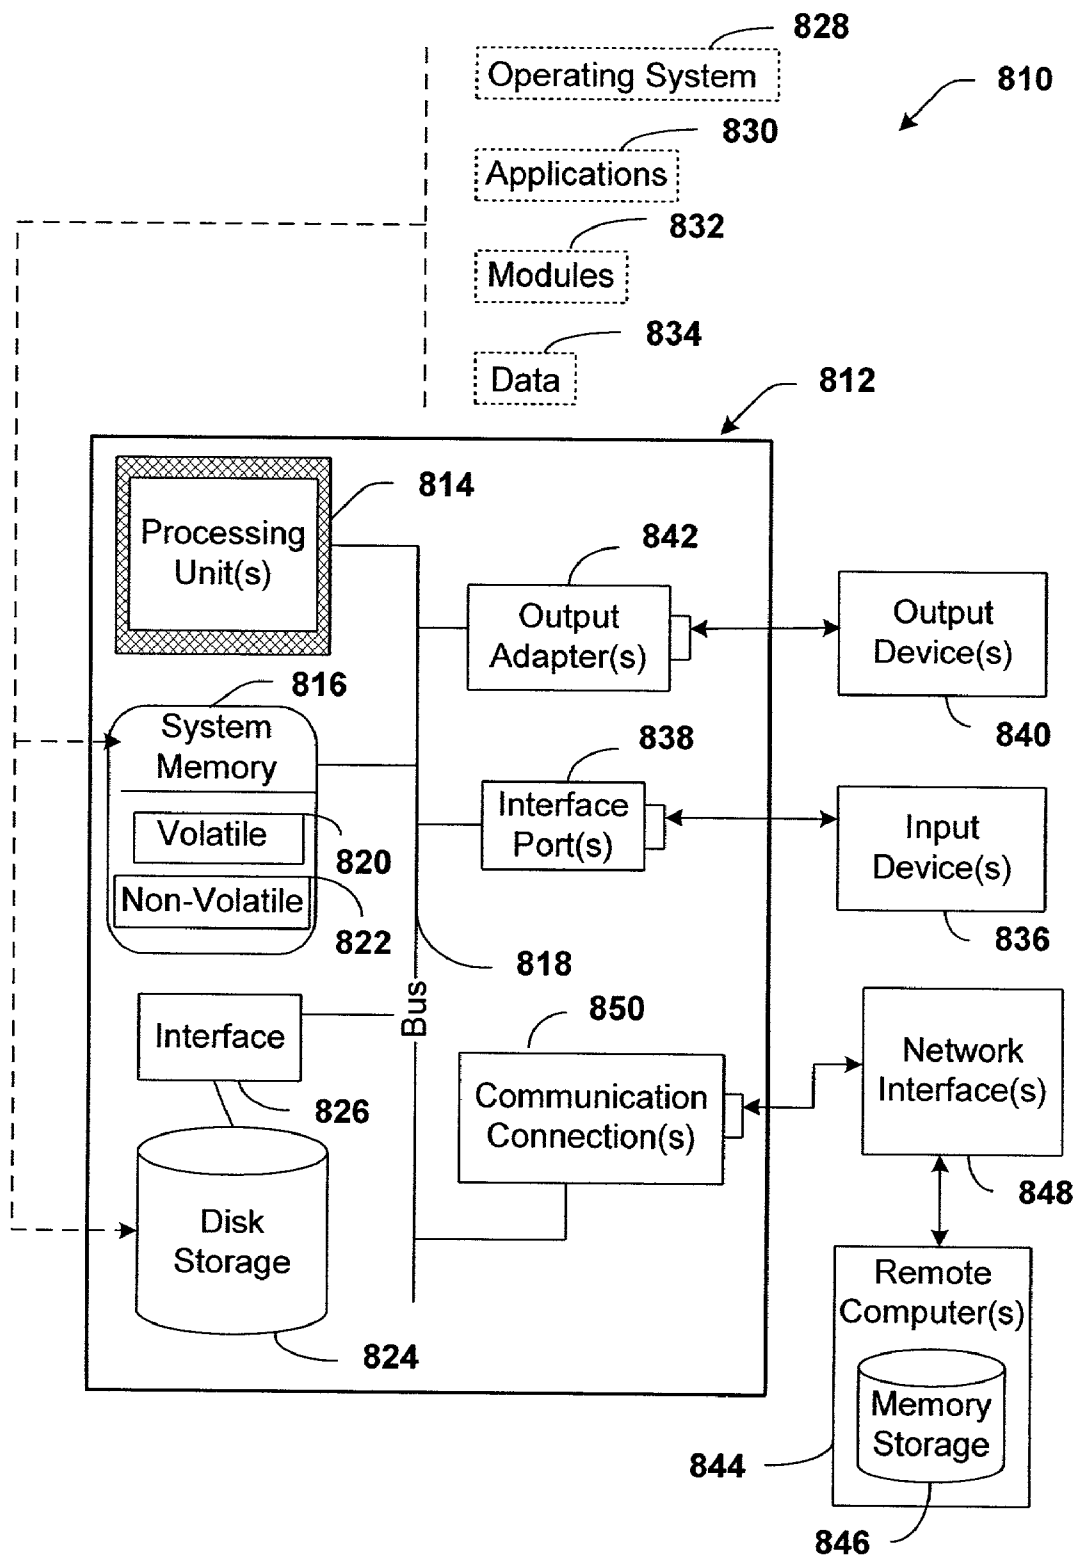 828
Operating System
810
830
Applications
832
Modules
834
Data
812
814
Processing
Unit(s)
842
Output
Adapter(s)
Output
Device(s)
840
816
System
Memory
838
Interface
Port(s)
Input
Device(s)
836
Volatile
820
Non-Volatile
822
818
Bus
850
Interface
826
Communication
Connection(s)
Network
Interface(s)
848
Disk
Storage
824
Remote
Computer(s)
Memory
Storage
844
846